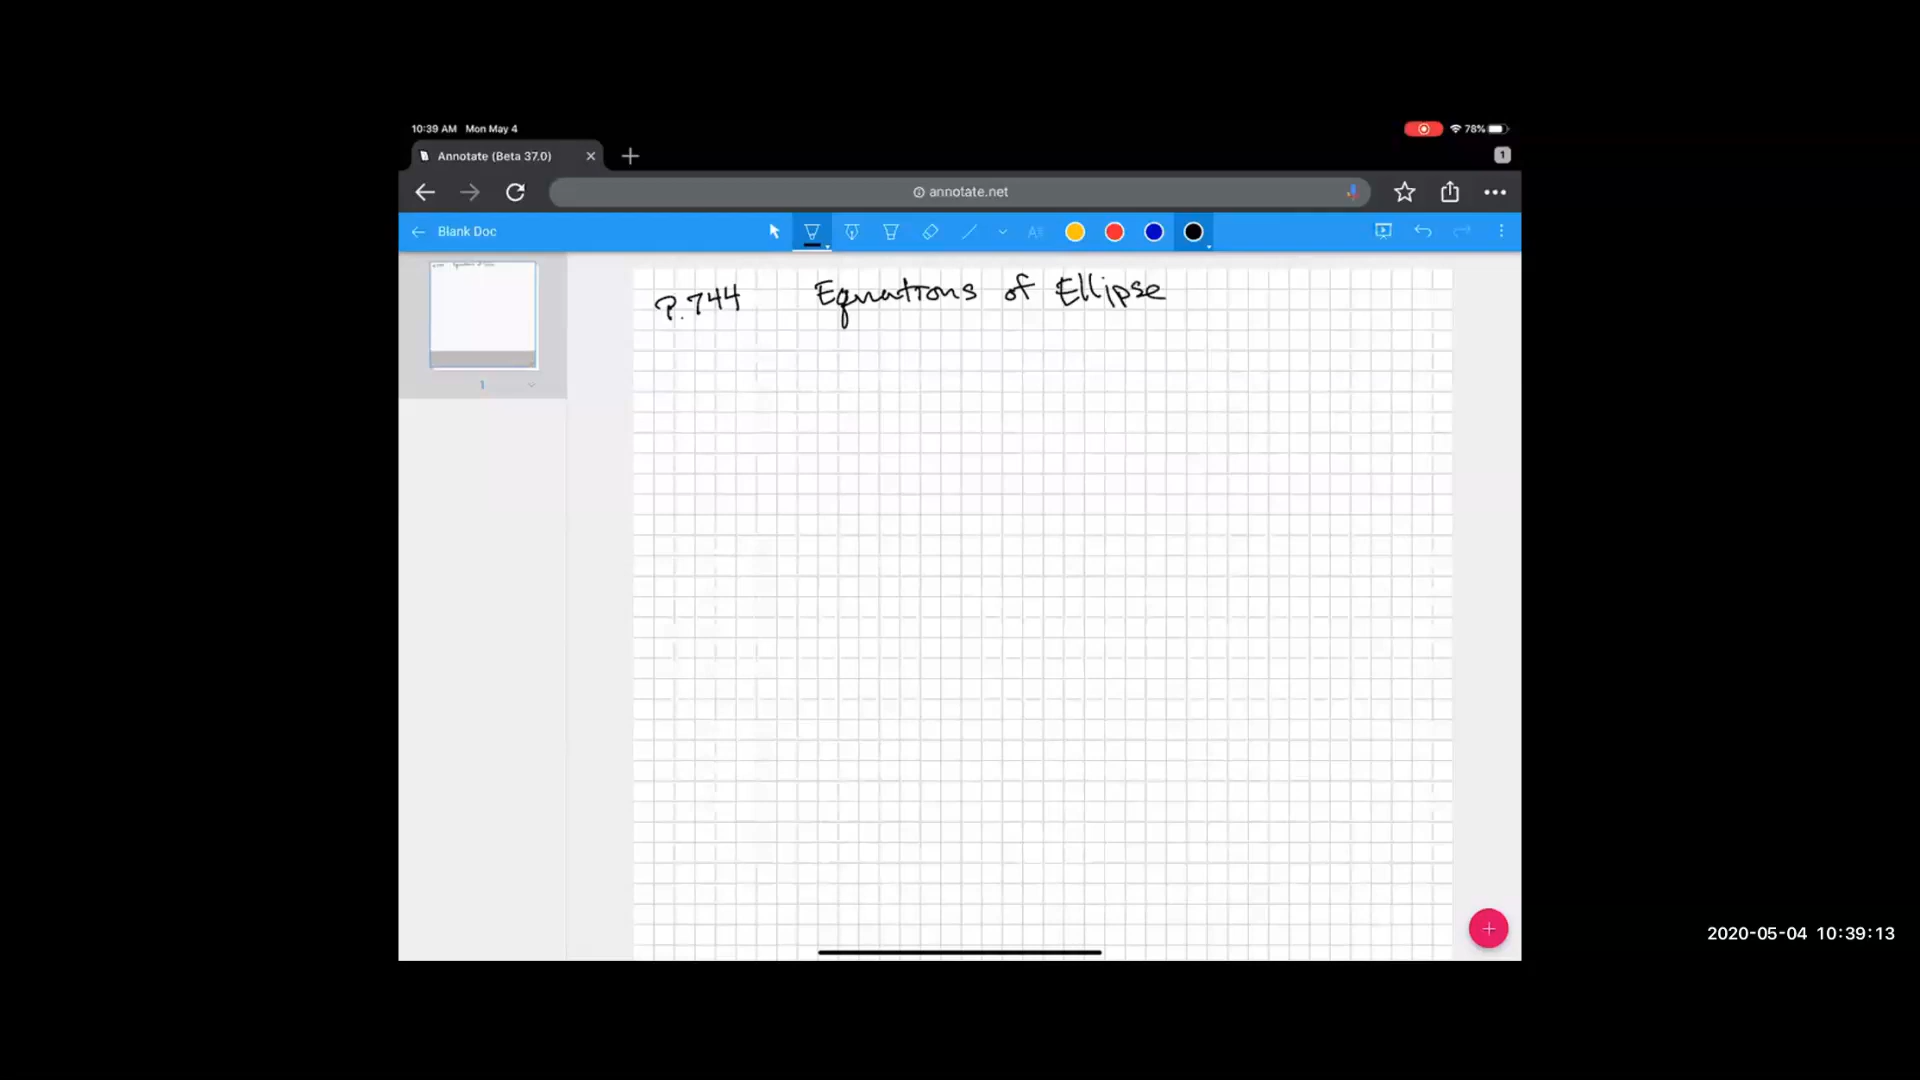 10:39 AM Mon May 4
78%
Annotate (Beta 37.0)
1
annotate.net
Blank Doc
P.744 Equations of Ellipse
1
2020-05-04 10:39:13